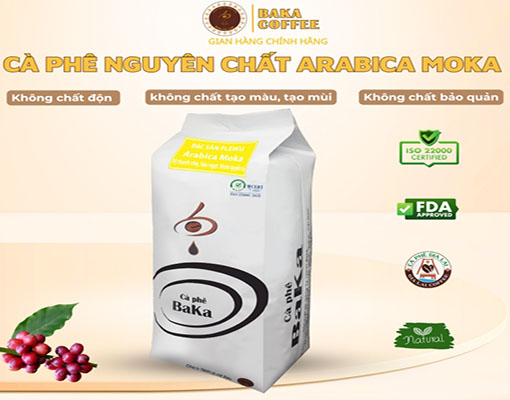 BAKA
COFFEE
GIAN HÀNG CHÍNH HÃNG
CÀ PHÊ NGUYÊN CHẤT ARABICA MOKA
Không chất độn
không chất tạo màu, tạo mùi
Không chất bảo quản
ĐẶC SẢN PLEIKU
Arabica Moka
Cà phê
BaKa
Cà phê
BaKa
ISO 22000
CERTIFIED
FDA
APPROVED
CÀ PHÊ GIA LAI
Natural